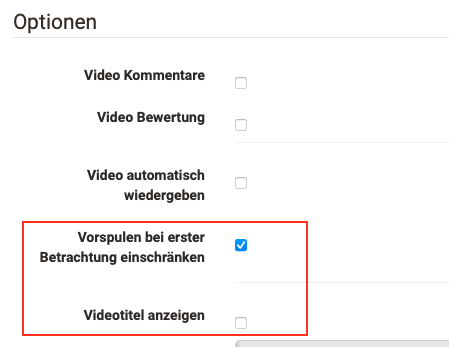 Optionen
Video Kommentare
Video Bewertung
Video automatisch
wiedergeben
Vorspulen bei erster
Betrachtung einschränken
Videotitel anzeigen